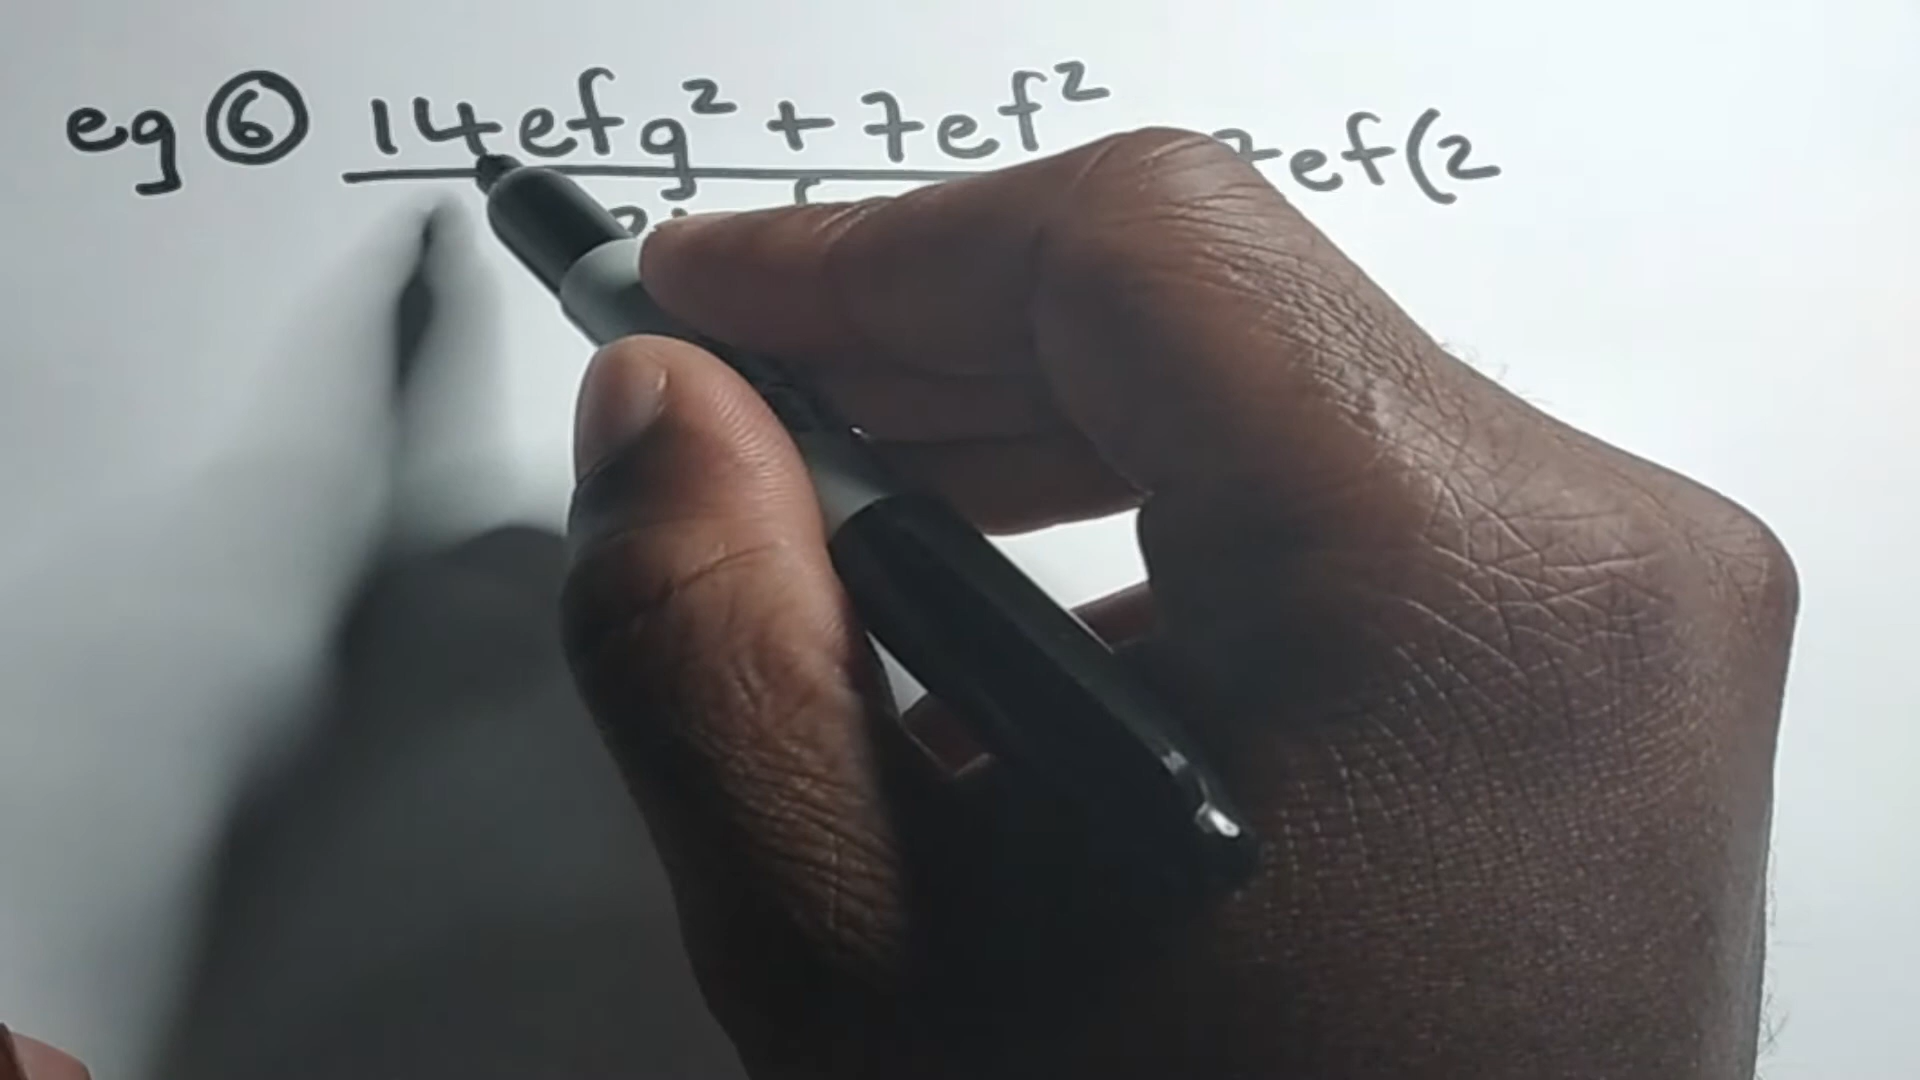 eg ⑥ 14efg² + 7ef² 7ef(2